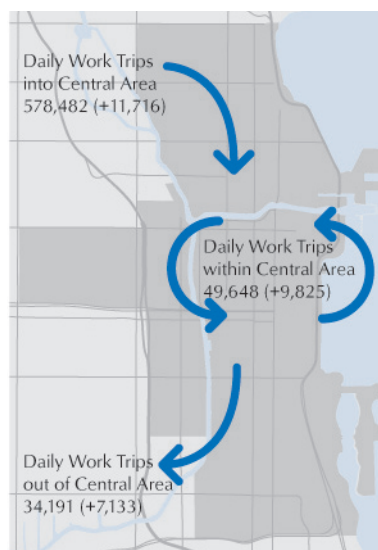 Daily Work Trips
into Central Area
578,482 (+11,716)
Daily Work Trips
within Central Area
49,648 (+9,825)
Daily Work Trips
out of Central Area
34,191 (+7,133)